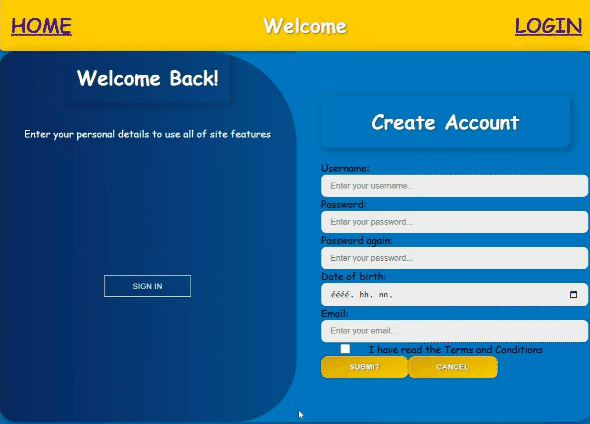 HOME
Welcome
LOGIN
Welcome Back!
Enter your personal details to use all of site features
SIGN IN
Create Account
Username:
Enter your username...
Password:
Enter your password...
Password again:
Enter your password...
Date of birth:
éééé. hh. nn.
Email:
Enter your email...
I have read the Terms and Conditions
SUBMIT
CANCEL